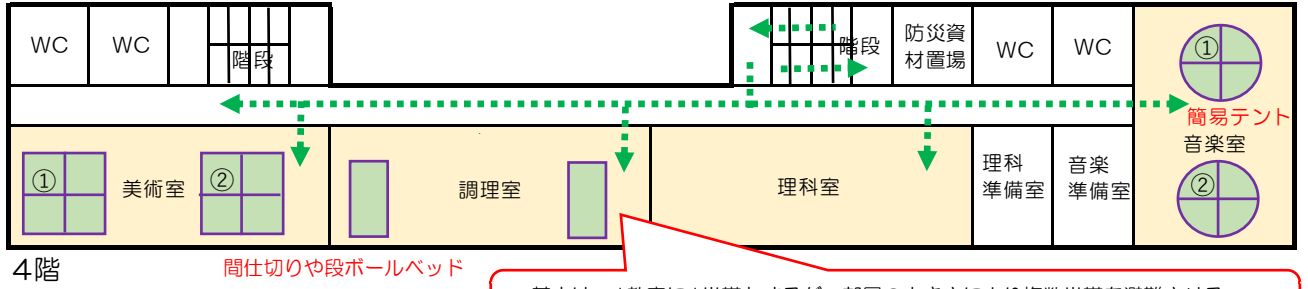 WC
WC
階段
階段
防災資
材置場
WC
WC
①
簡易テント
音楽室
②
①
美術室
②
調理室
理科室
理科
準備室
音楽
準備室
4階
間仕切りや段ボールベッド